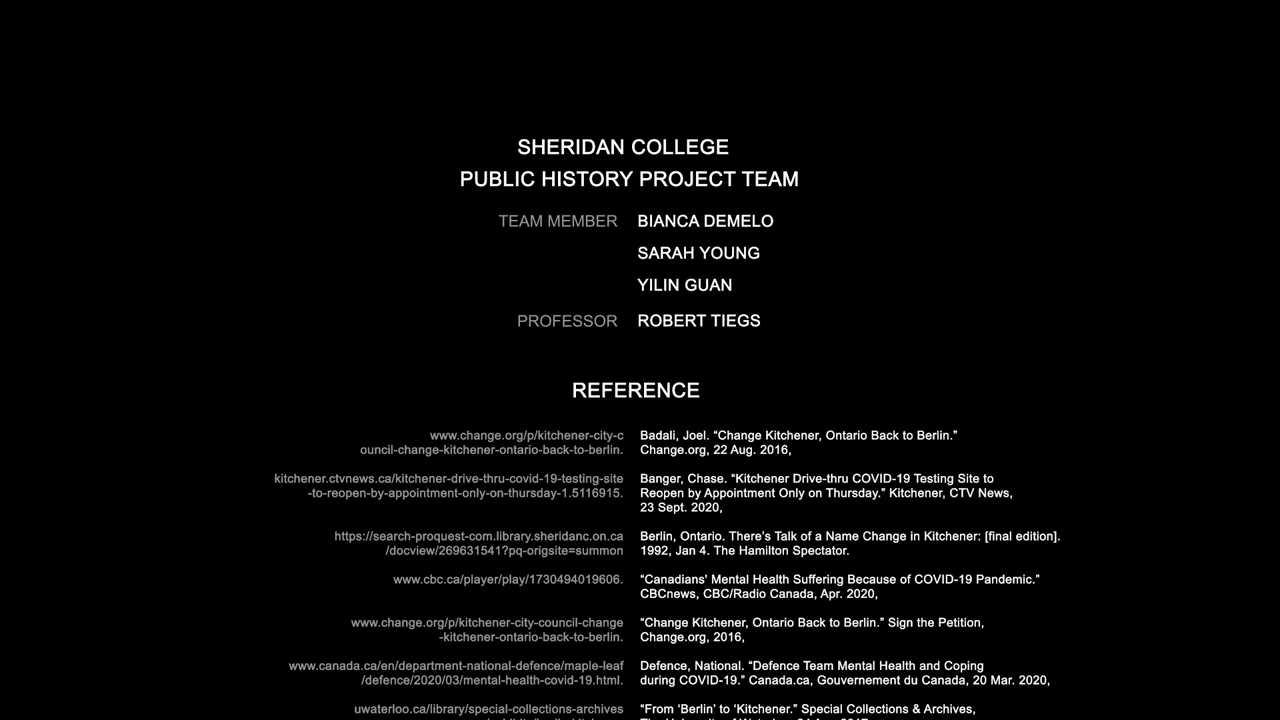 SHERIDAN COLLEGE
PUBLIC HISTORY PROJECT TEAM
TEAM MEMBER BIANCA DEMELO
SARAH YOUNG
YILIN GUAN
PROFESSOR ROBERT TIEGS
REFERENCE
www.change.org/p/kitchener-city-c Badali, Joel. “Change Kitchener, Ontario Back to Berlin.”
ouncil-change-kitchener-ontario-back-to-berlin. Change.org, 22 Aug. 2016,
kitchener.ctvnews.ca/kitchener-drive-thru-covid-19-testing-site Banger, Chase. “Kitchener Drive-thru COVID-19 Testing Site to
-to-reopen-by-appointment-only-on-thursday-1.5116915. Reopen by Appointment Only on Thursday.” Kitchener, CTV News,
23 Sept. 2020,
https://search-proquest-com.library.sheridanc.on.ca Berlin, Ontario. There’s Talk of a Name Change in Kitchener: [final edition].
/docview/269631541?pq-origsite=summon 1992, Jan 4. The Hamilton Spectator.
www.cbc.ca/player/play/1730494019606. “Canadians’ Mental Health Suffering Because of COVID-19 Pandemic.”
CBCnews, CBC/Radio Canada, Apr. 2020,
www.change.org/p/kitchener-city-council-change “Change Kitchener, Ontario Back to Berlin.” Sign the Petition,
-kitchener-ontario-back-to-berlin. Change.org, 2016,
www.canada.ca/en/department-national-defence/maple-leaf Defence, National. “Defence Team Mental Health and Coping
/defence/2020/03/mental-health-covid-19.html. during COVID-19.” Canada.ca, Gouvernement du Canada, 20 Mar. 2020,
uwaterloo.ca/library/special-collections-archives “From ‘Berlin’ to ‘Kitchener.” Special Collections & Archives,